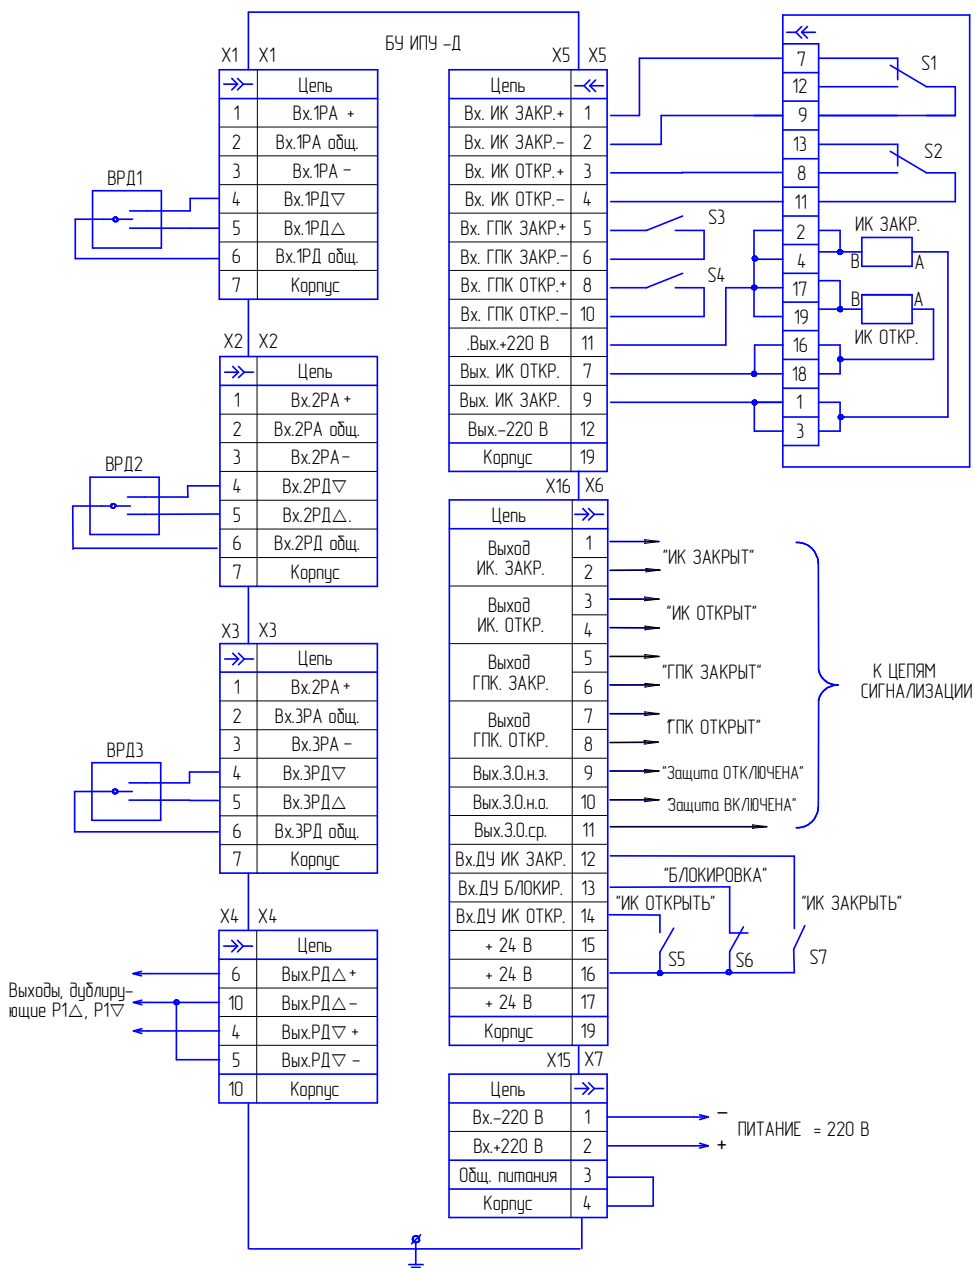 БУ ИПУ -Д
X1 X1
Цепь
1 Вх.1РА +
2 Вх.1РА общ.
3 Вх.1РА -
4 Вх.1РД▽
5 Вх.1РД△
6 Вх.1РД общ.
7 Корпус
ВРД1
X2 X2
Цепь
1 Вх.2РА +
2 Вх.2РА общ.
3 Вх.2РА-
4 Вх.2РД▽
5 Вх.2РД△.
6 Вх.2РД общ.
7 Корпус
ВРД2
X3 X3
Цепь
1 Вх.2РА +
2 Вх.3РА общ.
3 Вх.3РА -
4 Вх.3РД▽
5 Вх.3РД△
6 Вх.3РД общ.
7 Корпус
ВРД3
X4 X4
Цепь
6 Вых.РД△ +
10 Вых.РД△ -
4 Вых.РД▽ +
5 Вых.РД▽ -
10 Корпус
Выходы, дублиру-
ющие Р1△, Р1▽
X5 X5
Цепь
Вх. ИК ЗАКР.+ 1
Вх. ИК ЗАКР.- 2
Вх. ИК ОТКР.+ 3
Вх. ИК ОТКР.- 4
Вх. ГПК ЗАКР.+ 5
Вх. ГПК ЗАКР.- 6
Вх. ГПК ОТКР.+ 8
Вх. ГПК ОТКР.- 10
.Вых.+220 В 11
Вых. ИК ОТКР. 7
Вых. ИК ЗАКР. 9
Вых.-220 В 12
Корпус 19
S3
S4
7
12
9
13
8
11
2
4
17
19
16
18
1
3
S1
S2
ИК ЗАКР.
В А
В А
ИК ОТКР.
X16 X6
Цепь
Выход
ИК. ЗАКР.
1
2
Выход
ИК. ОТКР.
3
4
Выход
ГПК. ЗАКР.
5
6
Выход
ГПК. ОТКР.
7
8
Вых.З.О.н.з. 9
Вых.З.О.н.о. 10
Вых.З.О.ср. 11
Вх.ДУ ИК ЗАКР. 12
Вх.ДУ БЛОКИР. 13
Вх.ДУ ИК ОТКР. 14
+ 24 В 15
+ 24 В 16
+ 24 В 17
Корпус 19
"ИК ЗАКРЫТ"
"ИК ОТКРЫТ"
"ГПК ЗАКРЫТ"
"ГПК ОТКРЫТ"
"Защита ОТКЛЮЧЕНА"
"Защита ВКЛЮЧЕНА"
К ЦЕПЯМ
СИГНАЛИЗАЦИИ
"БЛОКИРОВКА"
"ИК ОТКРЫТЬ"
"ИК ЗАКРЫТЬ"
S5 S6 S7
X15 X7
Цепь
Вх.-220 В 1
Вх.+220 В 2
Общ. питания 3
Корпус 4
-
+
ПИТАНИЕ = 220 В